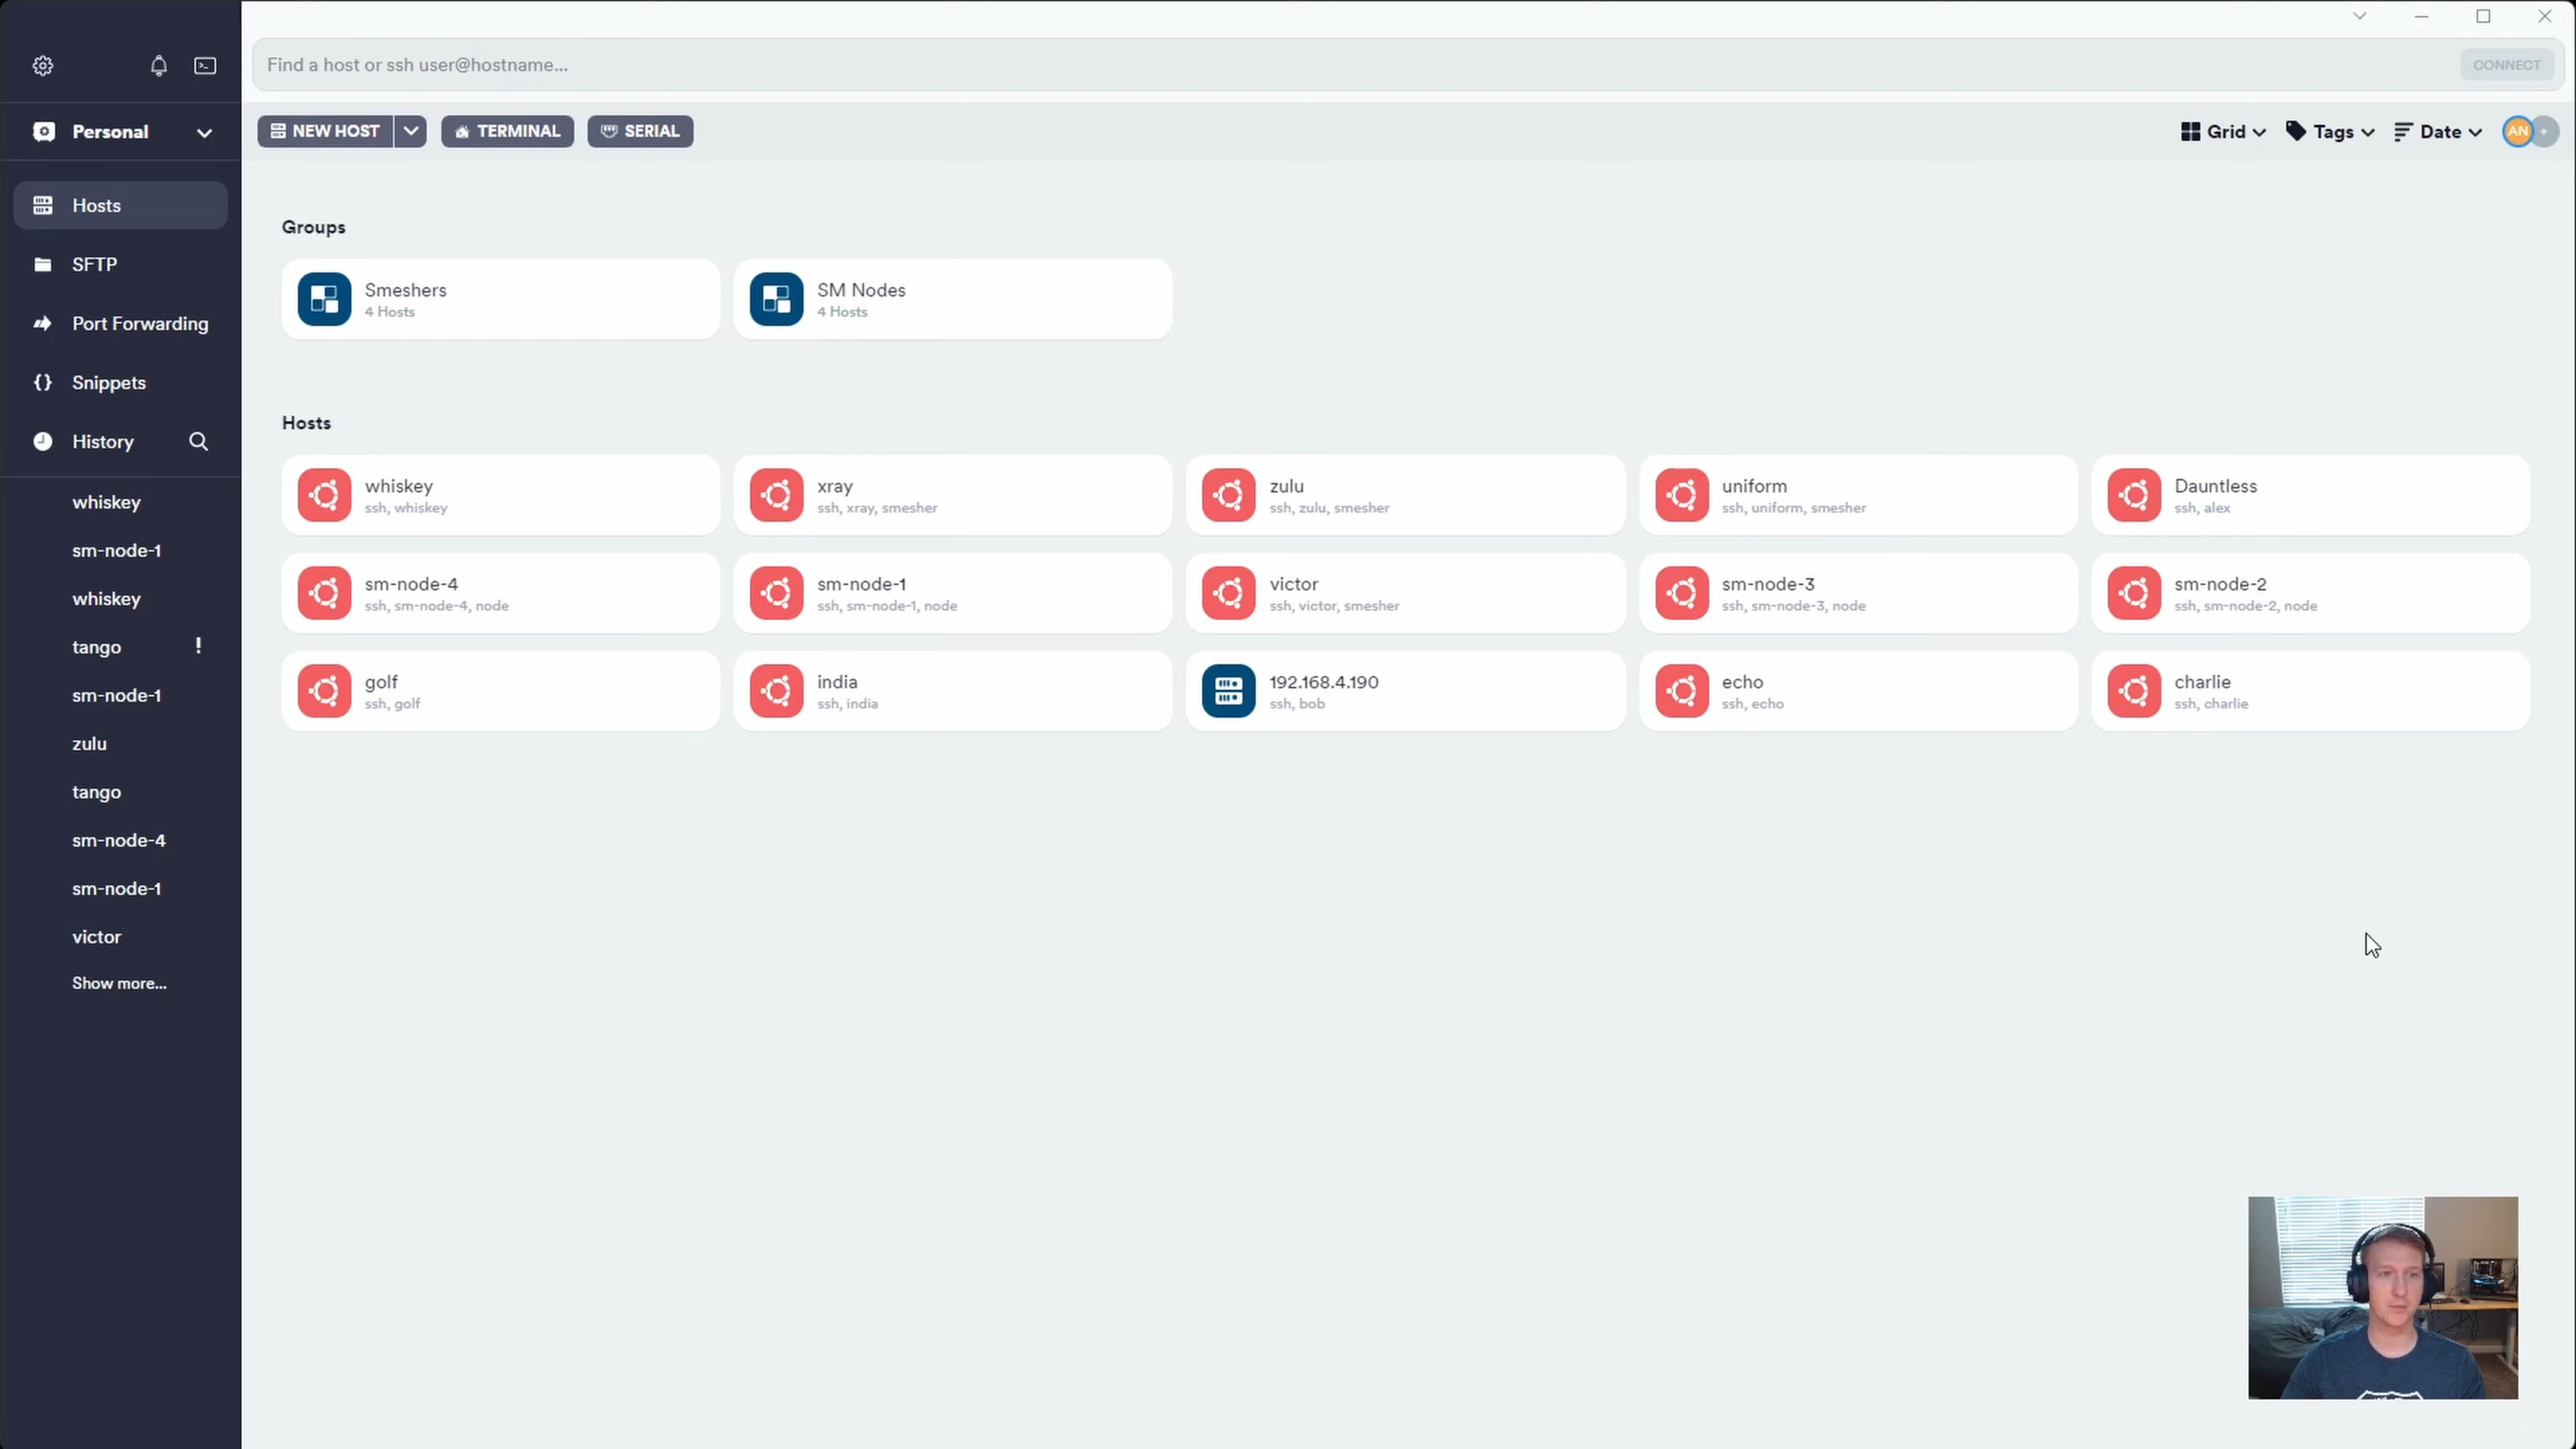 Find a host or ssh user@hostname...
CONNECT
Personal
NEW HOST
TERMINAL
SERIAL
Grid
Tags
Date
AN
Hosts
SFTP
Port Forwarding
Snippets
History
whiskey
sm-node-1
whiskey
tango !
sm-node-1
zulu
tango
sm-node-4
sm-node-1
victor
Show more...
Groups
Smeshers
4 Hosts
SM Nodes
4 Hosts
Hosts
whiskey
ssh, whiskey
xray
ssh, xray, smesher
zulu
ssh, zulu, smesher
uniform
ssh, uniform, smesher
Dauntless
ssh, alex
sm-node-4
ssh, sm-node-4, node
sm-node-1
ssh, sm-node-1, node
victor
ssh, victor, smesher
sm-node-3
ssh, sm-node-3, node
sm-node-2
ssh, sm-node-2, node
golf
ssh, golf
india
ssh, india
192.168.4.190
ssh, bob
echo
ssh, echo
charlie
ssh, charlie